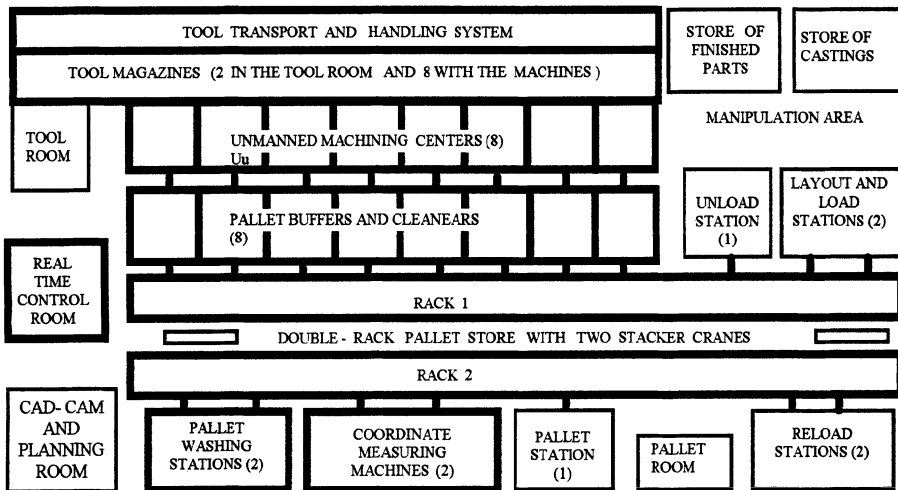 TOOL TRANSPORT AND HANDLING SYSTEM
TOOL MAGAZINES (2 IN THE TOOL ROOM AND 8 WITH THE MACHINES )
STORE OF
FINISHED
PARTS
STORE OF
CASTINGS
MANIPULATION AREA
TOOL
ROOM
UNMANNED MACHINING CENTERS (8)
Uu
PALLET BUFFERS AND CLEANEARS
(8)
UNLOAD
STATION
(1)
LAYOUT AND
LOAD
STATIONS (2)
REAL
TIME
CONTROL
ROOM
RACK 1
DOUBLE - RACK PALLET STORE WITH TWO STACKER CRANES
RACK 2
CAD- CAM
AND
PLANNING
ROOM
PALLET
WASHING
STATIONS (2)
COORDINATE
MEASURING
MACHINES (2)
PALLET
STATION
(1)
PALLET
ROOM
RELOAD
STATIONS (2)